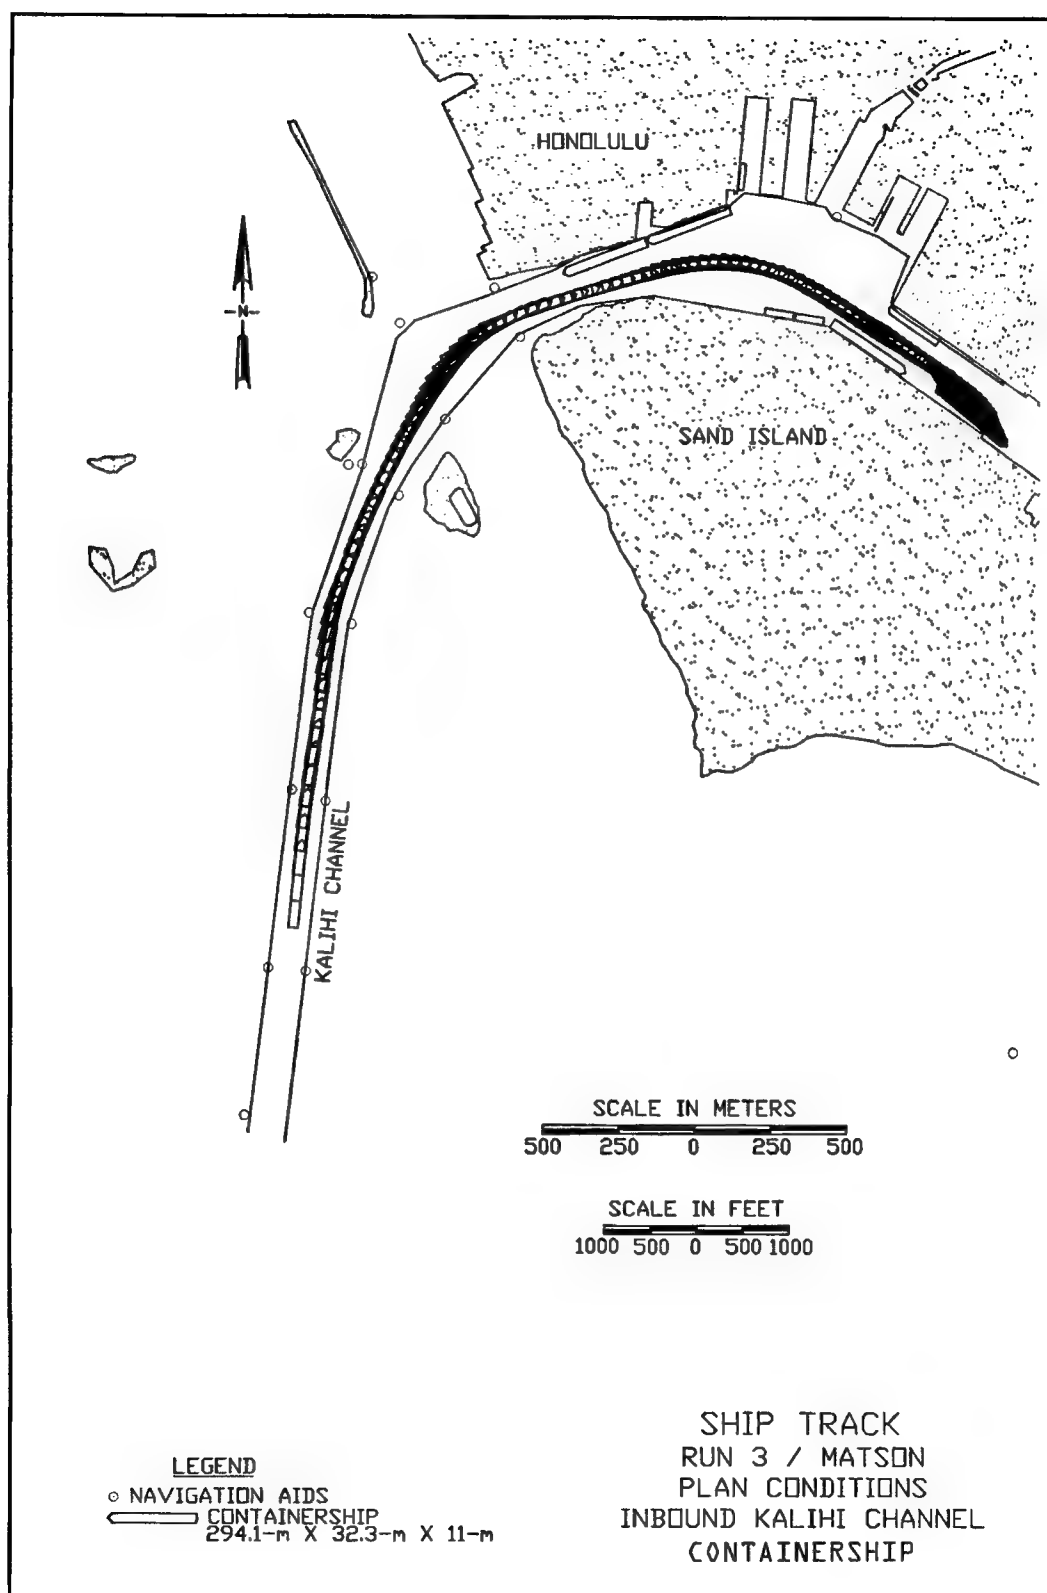 HONOLULU
-N-
SAND ISLAND
KALIHI CHANNEL
SCALE IN METERS
500 250 0 250 500
SCALE IN FEET
1000 500 0 500 1000
LEGEND
NAVIGATION AIDS
CONTAINERSHIP
294.1-m X 32.3-m X 11-m
SHIP TRACK
RUN 3 / MATSON
PLAN CONDITIONS
INBOUND KALIHI CHANNEL
CONTAINERSHIP